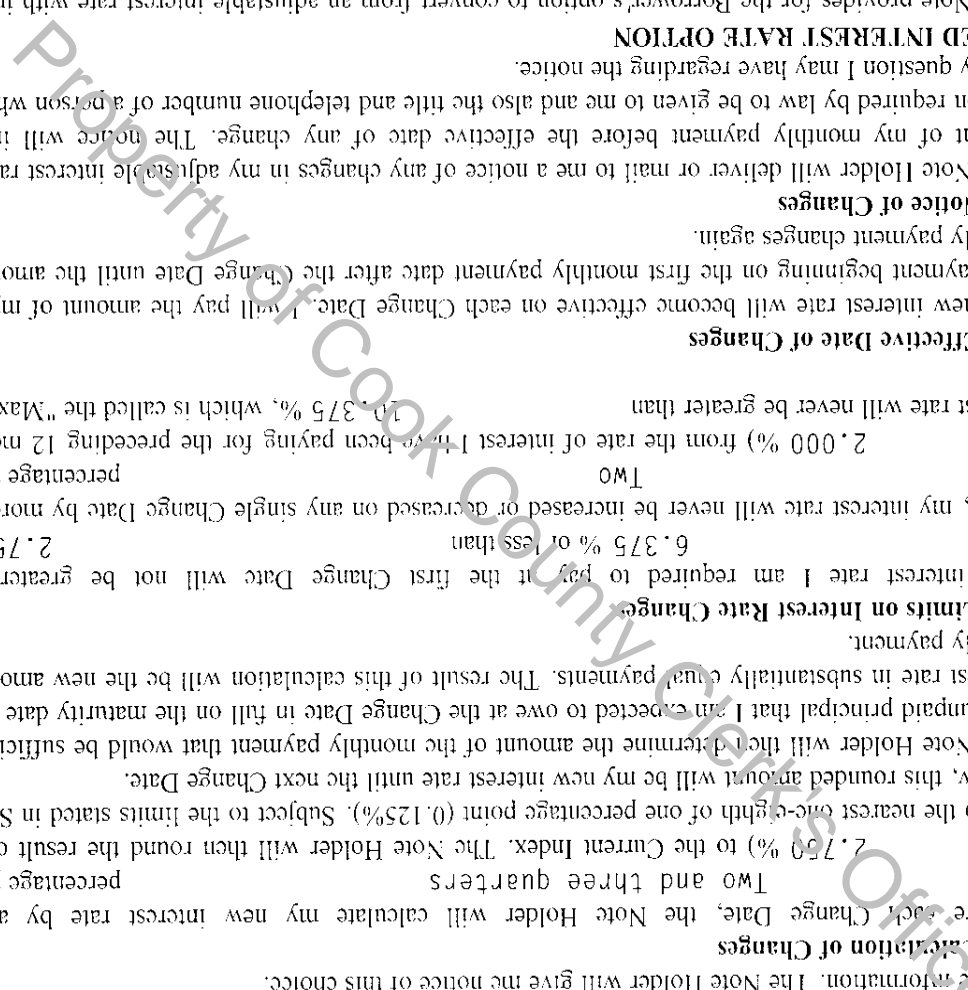 e information. The Note Holder will give me notice of this choice.
Calculation of Changes
re each Change Date, the Note Holder will calculate my new interest rate by a
Two and three quarters percentage
2.750 %) to the Current Index. The Note Holder will then round the result o
o the nearest one-eighth of one percentage point (0.125%). Subject to the limits stated in S
w, this rounded amount will be my new interest rate until the next Change Date.
Note Holder will then determine the amount of the monthly payment that would be suffici
unpaid principal that I am expected to owe at the Change Date in full on the maturity date
st rate in substantially equal payments. The result of this calculation will be the new amo
ly payment.
Limits on Interest Rate Changes
interest rate I am required to pay at the first Change Date will not be greater
6.375 % or less than 2.75
, my interest rate will never be increased or decreased on any single Change Date by more
Two percentage
2.000 %) from the rate of interest I have been paying for the preceding 12 mo
st rate will never be greater than 10.375 %, which is called the "Max
Effective Date of Changes
new interest rate will become effective on each Change Date. I will pay the amount of my
payment beginning on the first monthly payment date after the Change Date until the amou
ly payment changes again.
Notice of Changes
Note Holder will deliver or mail to me a notice of any changes in my adjustable interest ra
nt of my monthly payment before the effective date of any change. The notice will in
n required by law to be given to me and also the title and telephone number of a person wh
y question I may have regarding the notice.
ED INTEREST RATE OPTION
Note provides for the Borrower's option to convert from an adjustable interest rate with in
Property of Cook County Clerk's Offic